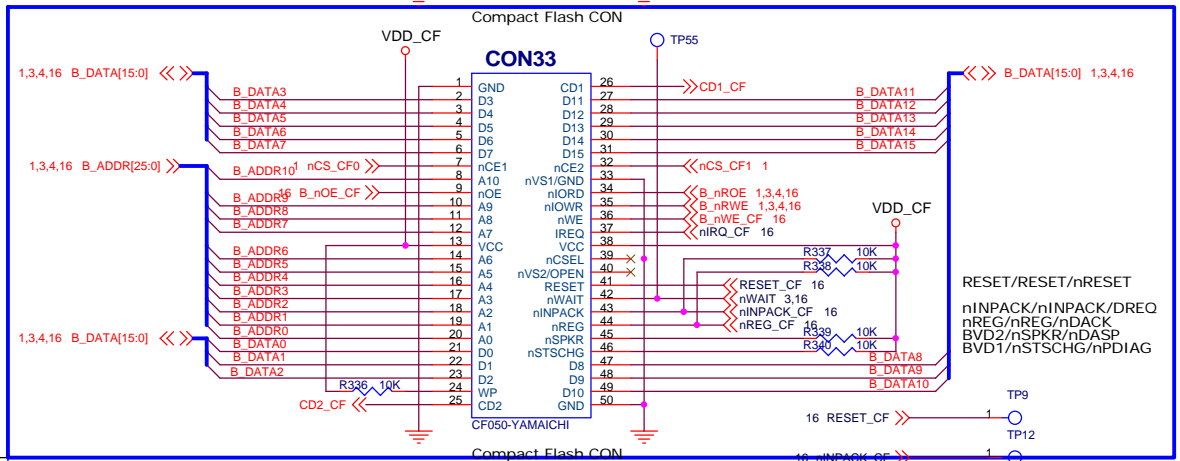 Compact Flash CON
VDD_CF
TP55
CON33
1,3,4,16 B_DATA[15:0]
B_DATA[15:0] 1,3,4,16
1 GND CD1 26 CD1_CF
B_DATA3 2 D3 D11 27 B_DATA11
B_DATA4 3 D4 D12 28 B_DATA12
B_DATA5 4 D5 D13 29 B_DATA13
B_DATA6 5 D6 D14 30 B_DATA14
B_DATA7 6 D7 D15 31 B_DATA15
1,3,4,16 B_ADDR[25:0]
1 nCS_CF0 7 nCE1 nCE2 32 nCS_CF1 1
B_ADDR10 8 A10 nVS1/GND 33
16 B_nOE_CF 9 nOE nIORD 34 B_nROE 1,3,4,16
B_ADDR9 10 A9 nIOWR 35 B_nRWE 1,3,4,16
B_ADDR8 11 A8 nWE 36 B_nWE_CF 16
B_ADDR7 12 A7 IREQ 37 nIRQ_CF 16
VDD_CF
13 VCC VCC 38
B_ADDR6 14 A6 nCSEL 39 R337 10K
B_ADDR5 15 A5 nVS2/OPEN 40 R338 10K
B_ADDR4 16 A4 RESET 41 RESET_CF 16
B_ADDR3 17 A3 nWAIT 42 nWAIT 3,16
B_ADDR2 18 A2 nINPACK 43 nINPACK_CF 16
B_ADDR1 19 A1 nREG 44 nREG_CF 16
B_ADDR0 20 A0 nSPKR 45 R339 10K
1,3,4,16 B_DATA[15:0]
B_DATA0 21 D0 nSTSCHG 46 R340 10K
B_DATA1 22 D1 D8 47 B_DATA8
B_DATA2 23 D2 D9 48 B_DATA9
R336 10K 24 WP D10 49 B_DATA10
CD2_CF 25 CD2 GND 50
CF050-YAMAICHI
RESET/RESET/nRESET
nINPACK/nINPACK/DREQ
nREG/nREG/nDACK
BVD2/nSPKR/nDASP
BVD1/nSTSCHG/nPDIAG
TP9
16 RESET_CF 1
TP12
16 nINPACK_CF 1
Compact Flash CON